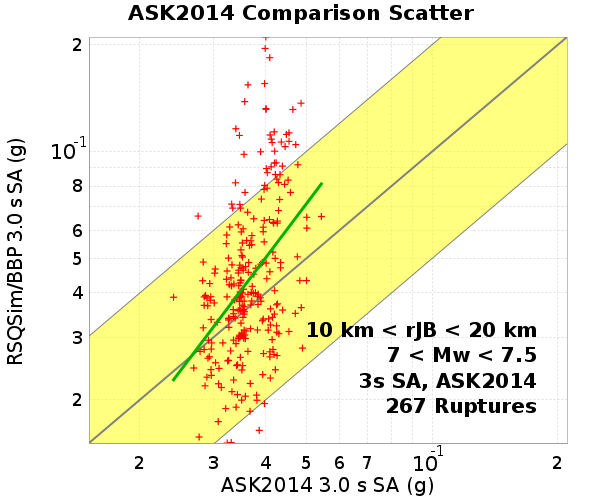 ASK2014 Comparison Scatter
RSQSim/BBP 3.0 s SA (g)
2
10-1
8
6
5
4
3
2
10 km < rJB < 20 km
7 < Mw < 7.5
3s SA, ASK2014
267 Ruptures
2 3 4 5 6 7 10-1 2
ASK2014 3.0 s SA (g)